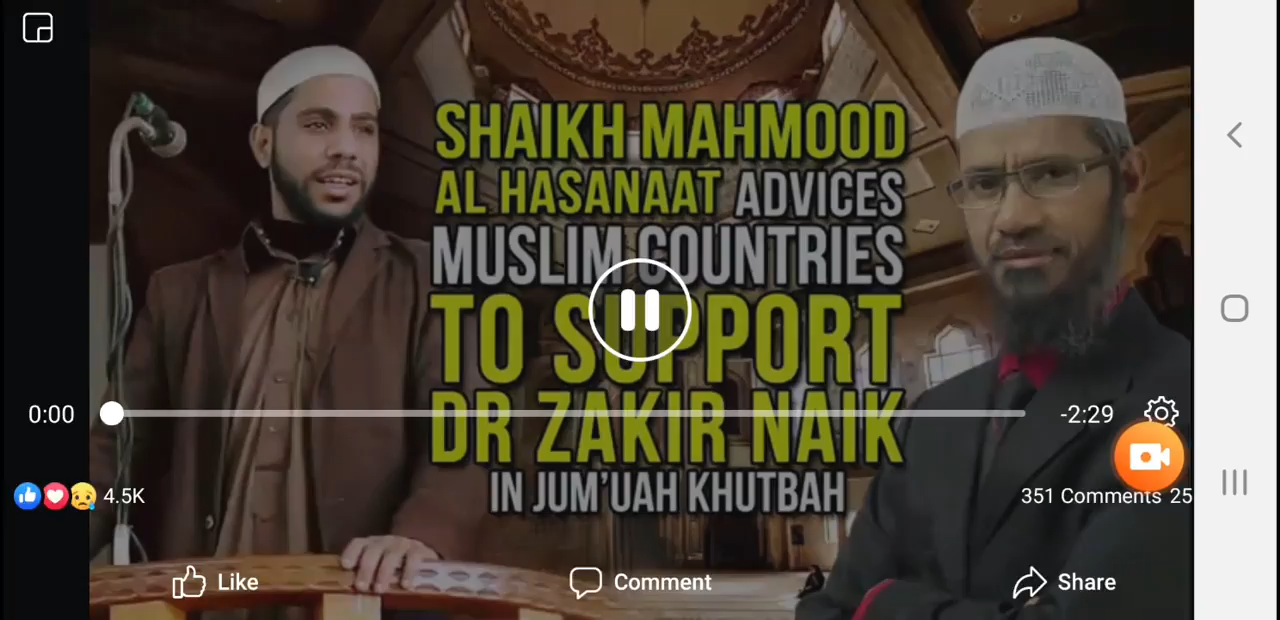 SHAIKH MAHMOOD
AL HASANAAT ADVICES
MUSLIM COUNTRIES
TO SUPPORT
0:00
-2:29
DR ZAKIR NAIK
4.5K
351 Comments 25
IN JUM'UAH KHUTBAH
Like
Comment
Share